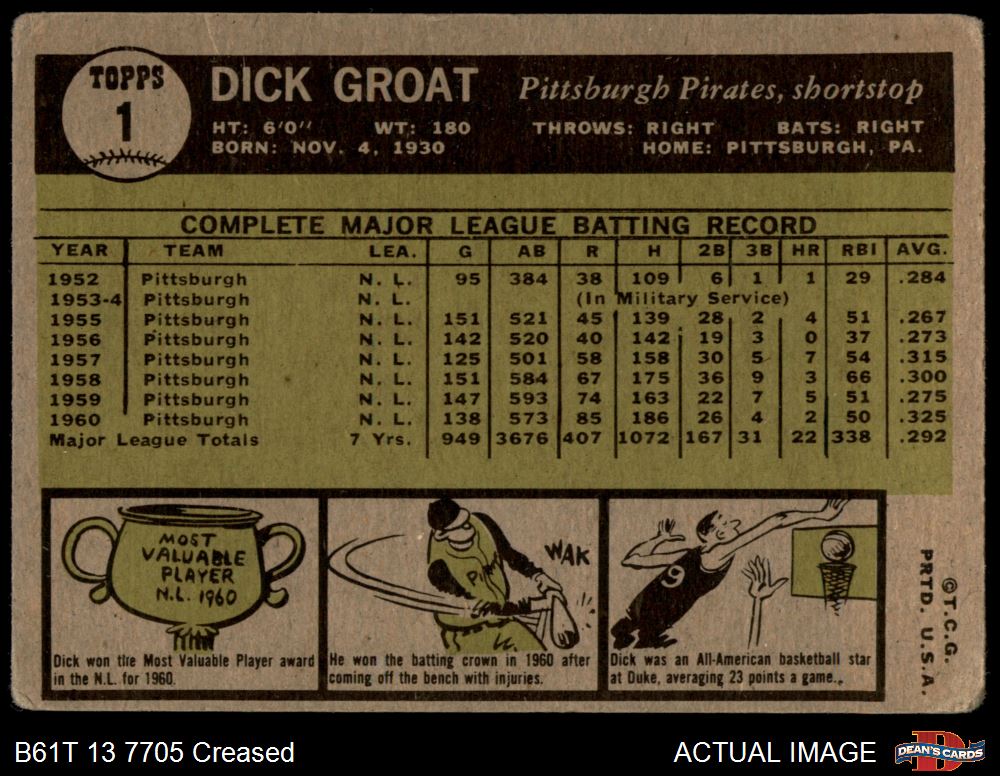 TOPPS
1
DICK GROAT Pittsburgh Pirates, shortstop
HT: 6'0" WT: 180 THROWS: RIGHT BATS: RIGHT
BORN: NOV. 4, 1930 HOME: PITTSBURGH, PA.
COMPLETE MAJOR LEAGUE BATTING RECORD
YEAR TEAM LEA. G AB R H 2B 3B HR RBI AVG.
1952 Pittsburgh N. L. 95 384 38 109 6 1 1 29 .284
1953-4 Pittsburgh N. L. (In Military Service)
1955 Pittsburgh N. L. 151 521 45 139 28 2 4 51 .267
1956 Pittsburgh N. L. 142 520 40 142 19 3 0 37 .273
1957 Pittsburgh N. L. 125 501 58 158 30 5 7 54 .315
1958 Pittsburgh N. L. 151 584 67 175 36 9 3 66 .300
1959 Pittsburgh N. L. 147 593 74 163 22 7 5 51 .275
1960 Pittsburgh N. L. 138 573 85 186 26 4 2 50 .325
Major League Totals 7 Yrs. 949 3676 407 1072 167 31 22 338 .292
MOST
VALUABLE
PLAYER
N.L. 1960
Dick won the Most Valuable Player award
in the N.L. for 1960.
WAK
He won the batting crown in 1960 after
coming off the bench with injuries.
9
Dick was an All-American basketball star
at Duke, averaging 23 points a game.
©T.C.G.
PRTD. U.S.A.
B61T 13 7705 Creased
ACTUAL IMAGE
DEAN'S CARDS